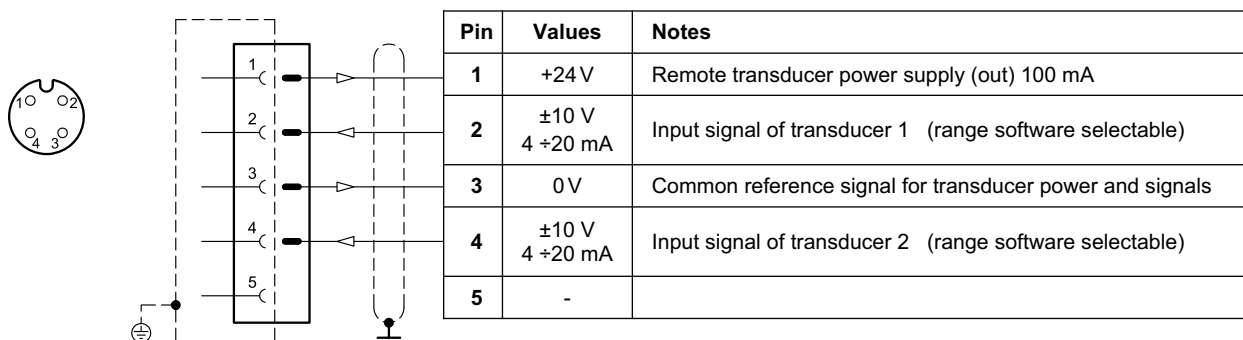 1 2
4 3
1
2
3
4
5
Pin Values Notes
1 +24 V Remote transducer power supply (out) 100 mA
2 ±10 V
4 ÷20 mA Input signal of transducer 1 (range software selectable)
3 0 V Common reference signal for transducer power and signals
4 ±10 V
4 ÷20 mA Input signal of transducer 2 (range software selectable)
5 -